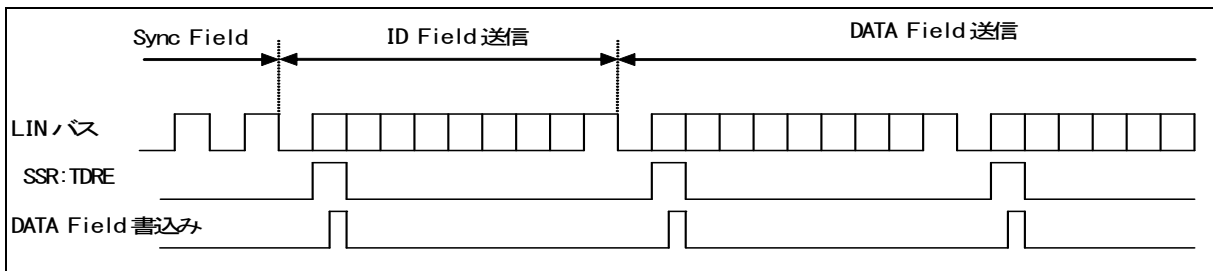 Sync Field
ID Field送信
DATA Field送信
LINバス
SSR:TDRE
DATA Field書込み